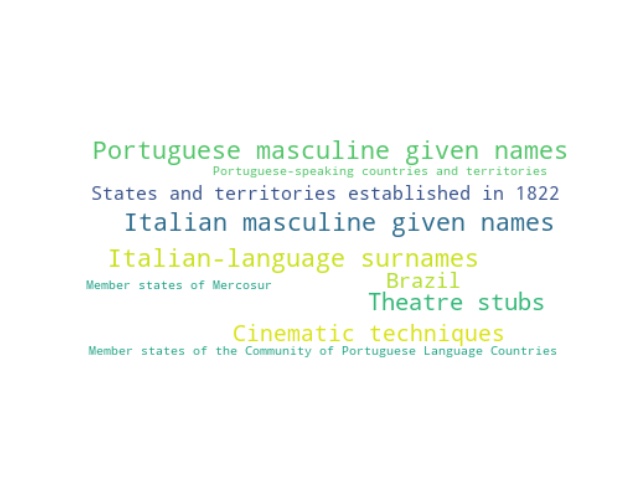 Portuguese masculine given names
Portuguese-speaking countries and territories
States and territories established in 1822
Italian masculine given names
Italian-language surnames
Brazil
Member states of Mercosur
Theatre stubs
Cinematic techniques
Member states of the Community of Portuguese Language Countries